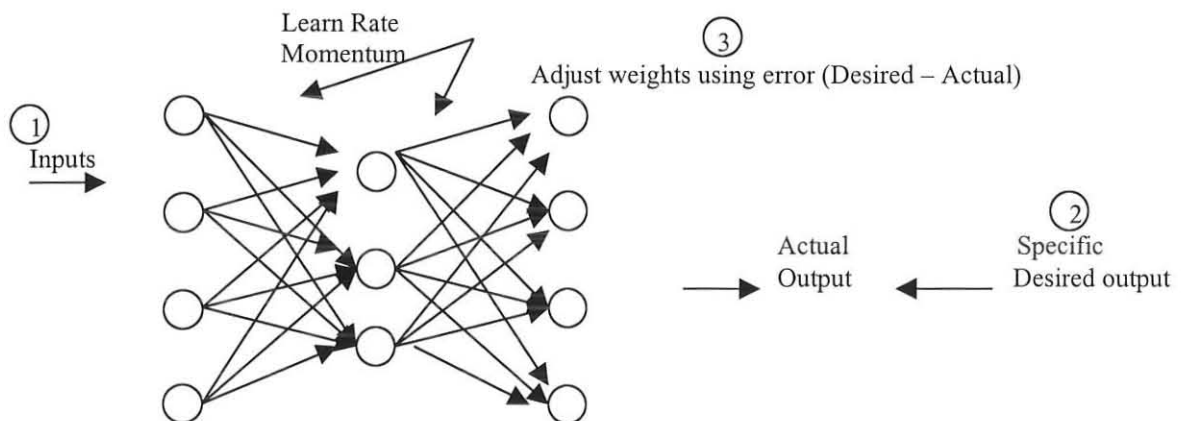 Learn Rate
Momentum
3
Adjust weights using error (Desired – Actual)
1
Inputs
2
Actual
Output
Specific
Desired output